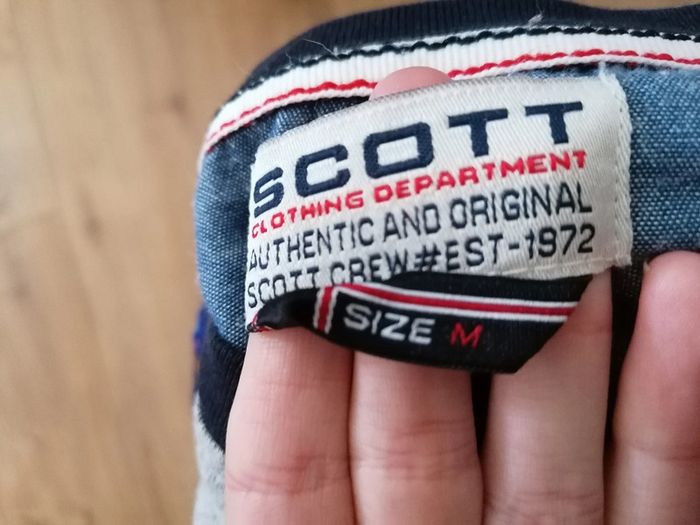 SCOTT
CLOTHING DEPARTMENT
AUTHENTIC AND ORIGINAL
SCOTT CREW#EST-1972
SIZE M